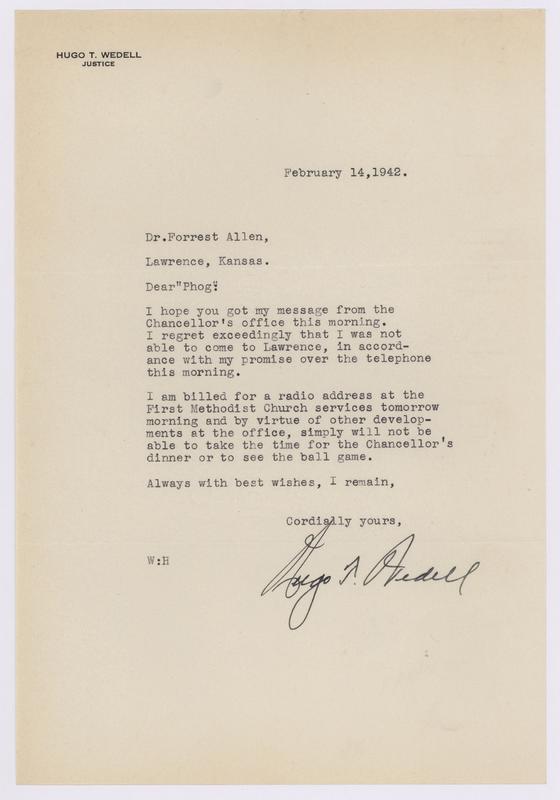 HUGO T. WEDELL
JUSTICE
February 14,1942.
Dr.Forrest Allen,
Lawrence, Kansas.
Dear"Phog":
I hope you got my message from the
Chancellor's office this morning.
I regret exceedingly that I was not
able to come to Lawrence, in accord-
ance with my promise over the telephone
this morning.
I am billed for a radio address at the
First Methodist Church services tomorrow
morning and by virtue of other develop-
ments at the office, simply will not be
able to take the time for the Chancellor's
dinner or to see the ball game.
Always with best wishes, I remain,
Cordially yours,
W:H
Hugo T. Wedell